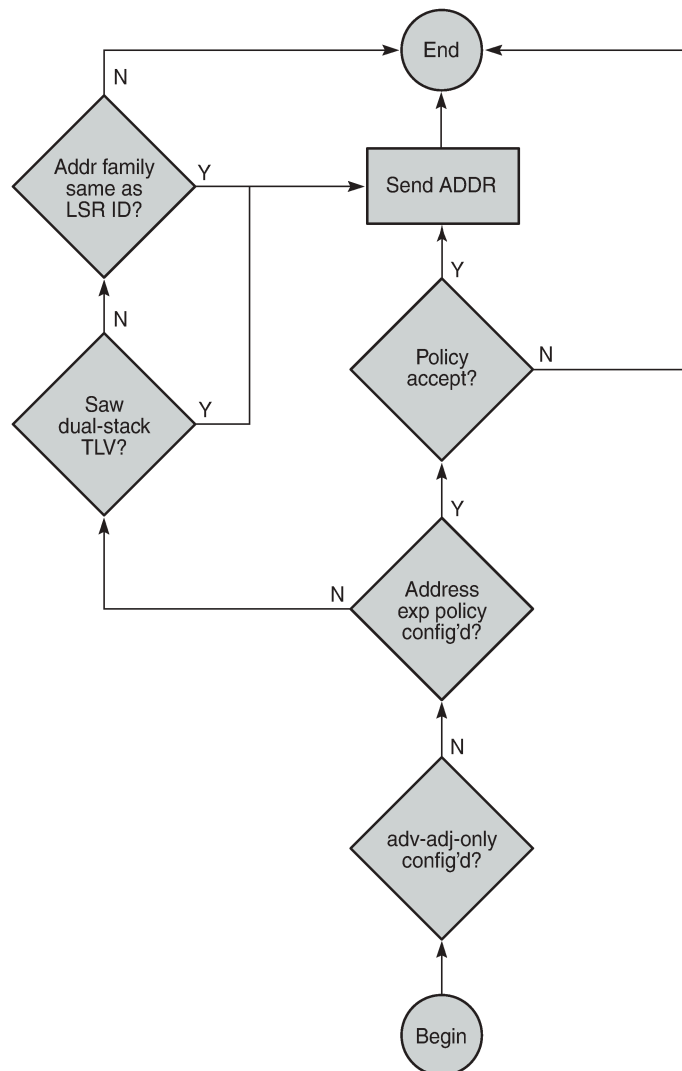 End
N
Addr family
same as
LSR ID?
Y
Send ADDR
Y
N
Policy
accept?
N
Saw
dual-stack
TLV?
Y
Y
N
Address
exp policy
config'd?
N
adv-adj-only
config'd?
Begin